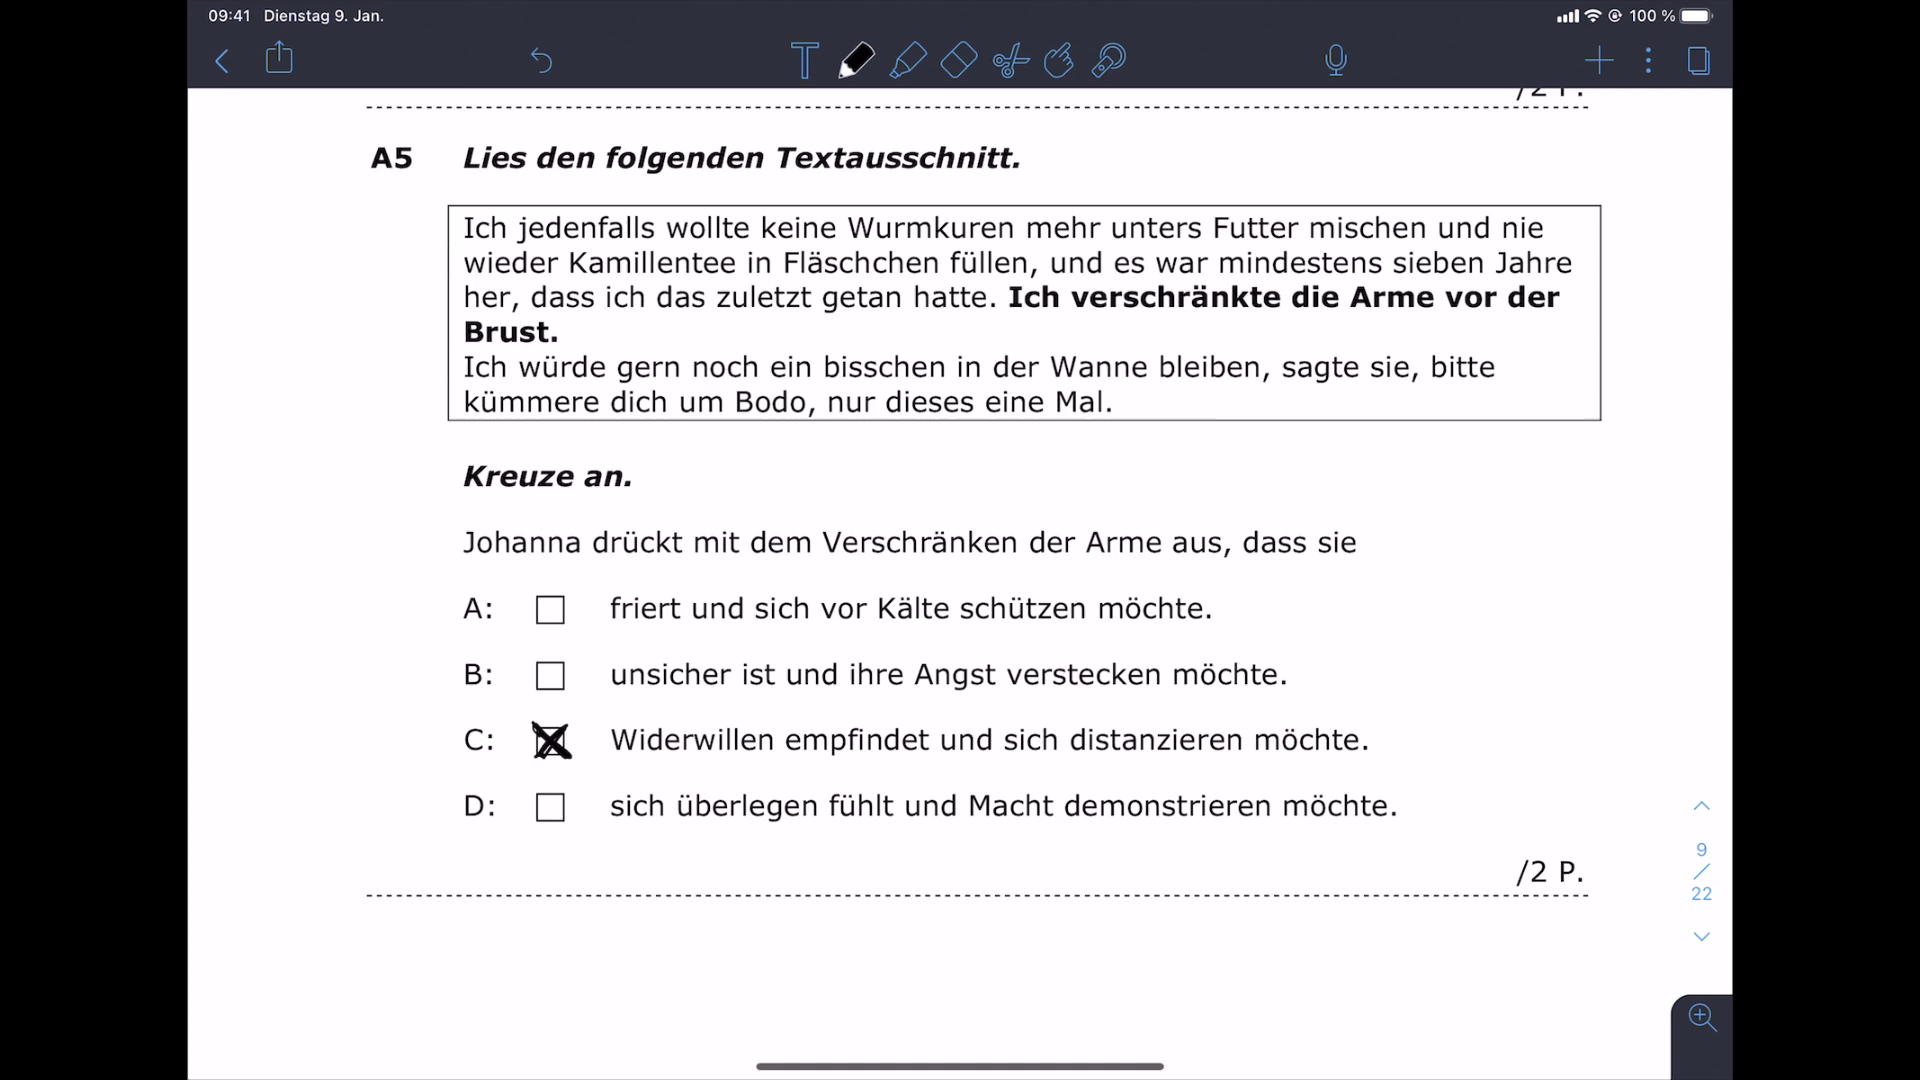 09:41 Dienstag 9. Jan.
100 %
A5 Lies den folgenden Textausschnitt.
Ich jedenfalls wollte keine Wurmkuren mehr unters Futter mischen und nie
wieder Kamillentee in Fläschchen füllen, und es war mindestens sieben Jahre
her, dass ich das zuletzt getan hatte. Ich verschränkte die Arme vor der
Brust.
Ich würde gern noch ein bisschen in der Wanne bleiben, sagte sie, bitte
kümmere dich um Bodo, nur dieses eine Mal.
Kreuze an.
Johanna drückt mit dem Verschränken der Arme aus, dass sie
A: friert und sich vor Kälte schützen möchte.
B: unsicher ist und ihre Angst verstecken möchte.
C: Widerwillen empfindet und sich distanzieren möchte.
D: sich überlegen fühlt und Macht demonstrieren möchte.
/2 P.
9
/
22